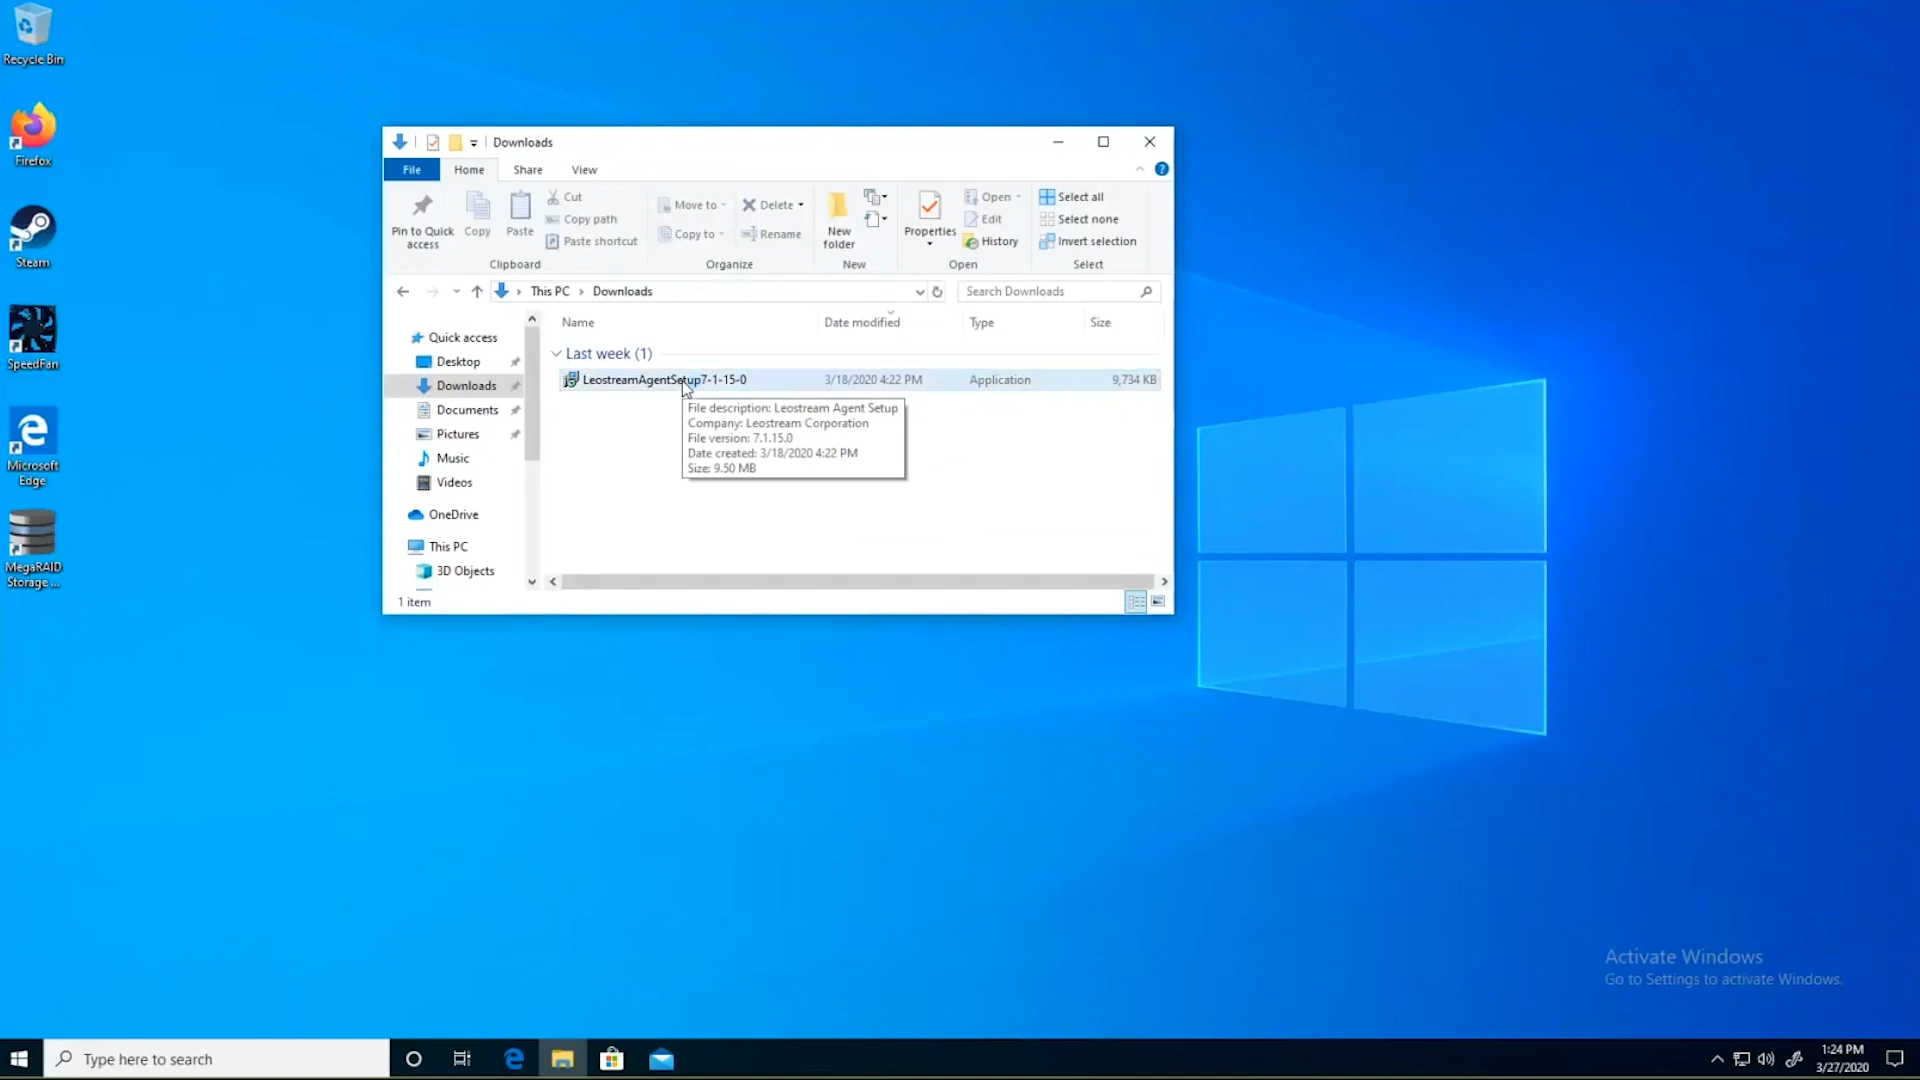 Recycle Bin
Firefox
Steam
SpeedFan
Microsoft
Edge
MegaRAID
Storage ...
Downloads
File
Home
Share
View
Pin to Quick
access
Copy
Paste
Cut
Copy path
Paste shortcut
Clipboard
Move to
Copy to
Delete
Rename
Organize
New
folder
New
Properties
Open
Edit
History
Open
Select all
Select none
Invert selection
Select
This PC > Downloads
Search Downloads
Quick access
Desktop
Downloads
Documents
Pictures
Music
Videos
OneDrive
This PC
3D Objects
Name
Date modified
Type
Size
Last week (1)
LeostreamAgentSetup7-1-15-0
3/18/2020 4:22 PM
Application
9,734 KB
File description: Leostream Agent Setup
Company: Leostream Corporation
File version: 7.1.15.0
Date created: 3/18/2020 4:22 PM
Size: 9.50 MB
1 item
Activate Windows
Go to Settings to activate Windows.
Type here to search
1:24 PM
3/27/2020